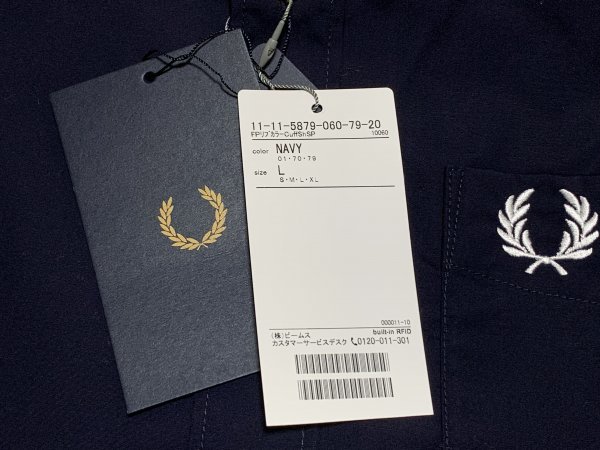 11-11-5879-060-79-20
FPリブカラーCuffShSP 10060
color NAVY
01・70・79
size L
S・M・L・XL
000011-10
(株)ビームス built-in RFID
カスタマーサービスデスク 0120-011-301